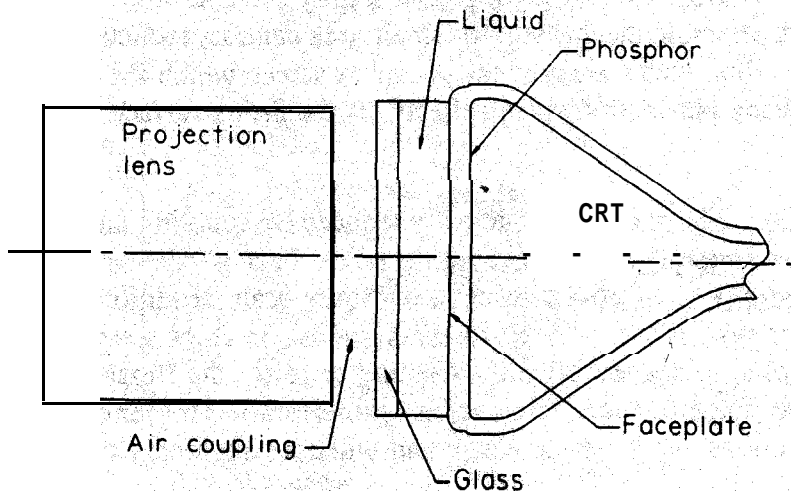 Liquid
Phosphor
Projection
lens
CRT
Air coupling
Faceplate
Glass